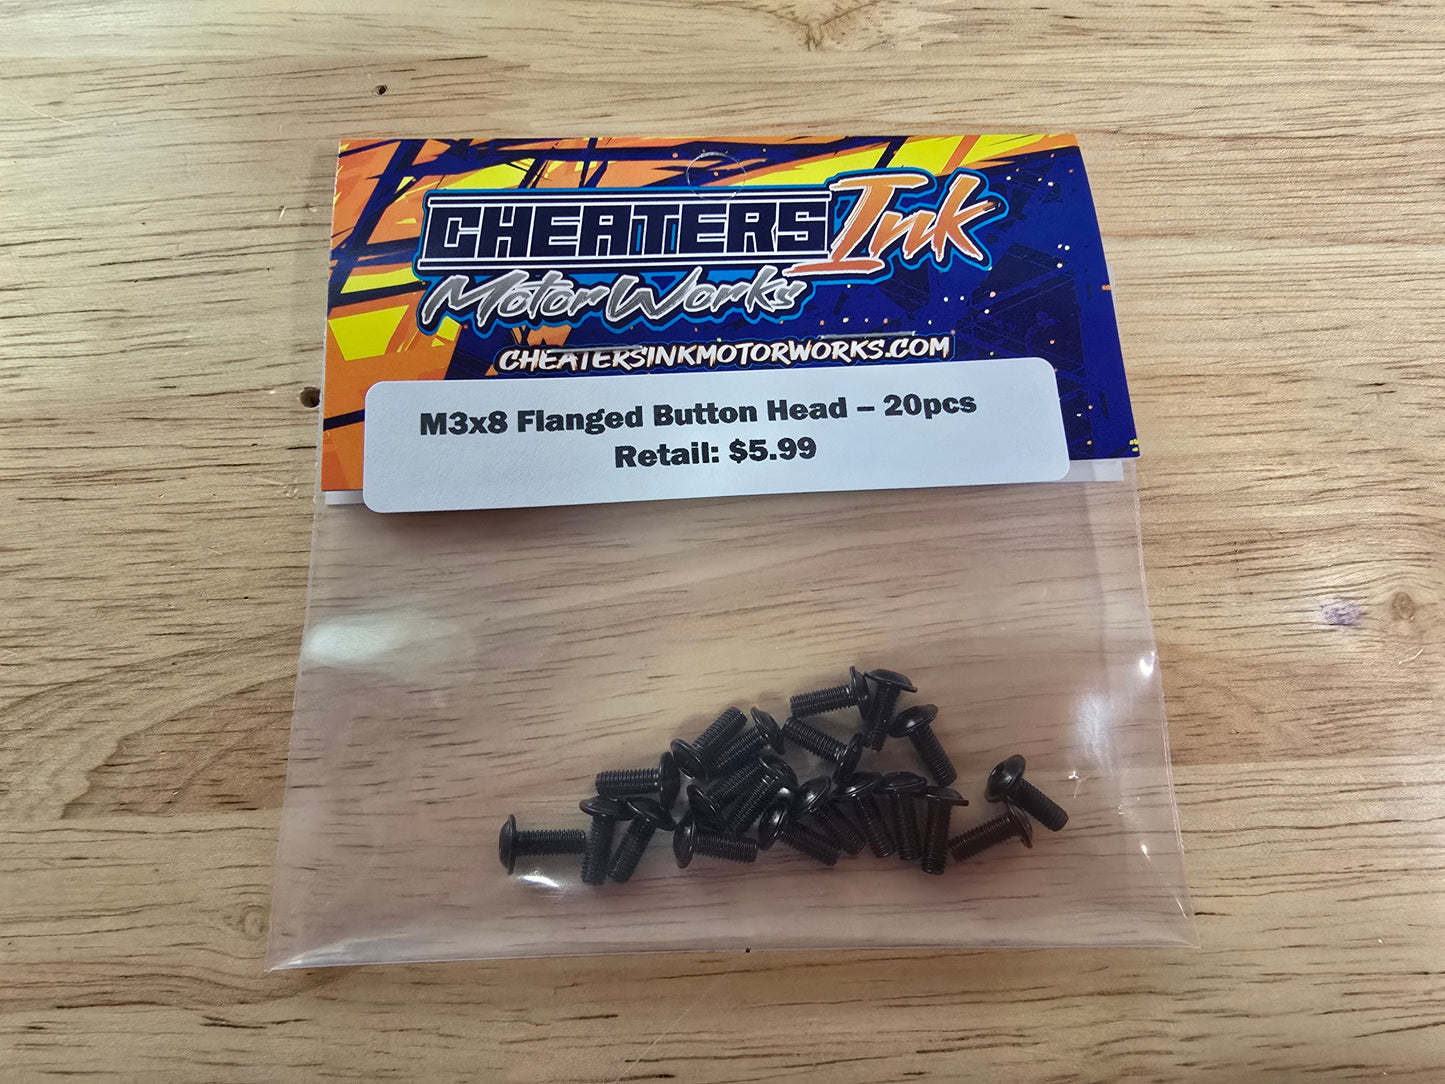 CHEATERS Ink
MotorWorks
CHEATERSINKMOTORWORKS.COM
M3x8 Flanged Button Head – 20pcs
Retail: $5.99